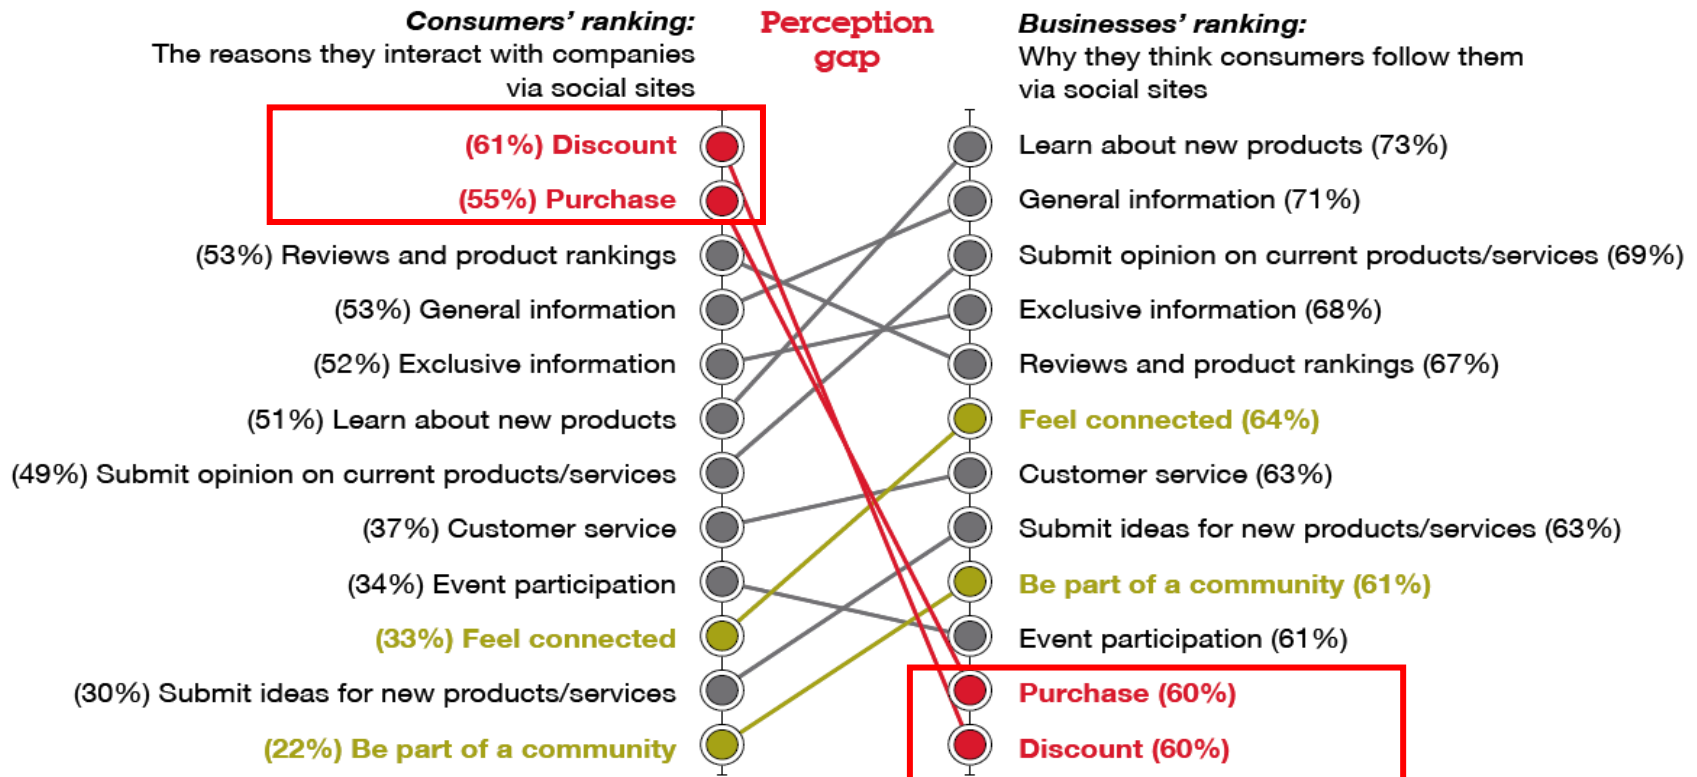 Consumers’ ranking:
The reasons they interact with companies
via social sites
Perception
gap
Businesses’ ranking:
Why they think consumers follow them
via social sites
(61%) Discount
(55%) Purchase
(53%) Reviews and product rankings
(53%) General information
(52%) Exclusive information
(51%) Learn about new products
(49%) Submit opinion on current products/services
(37%) Customer service
(34%) Event participation
(33%) Feel connected
(30%) Submit ideas for new products/services
(22%) Be part of a community
Learn about new products (73%)
General information (71%)
Submit opinion on current products/services (69%)
Exclusive information (68%)
Reviews and product rankings (67%)
Feel connected (64%)
Customer service (63%)
Submit ideas for new products/services (63%)
Be part of a community (61%)
Event participation (61%)
Purchase (60%)
Discount (60%)